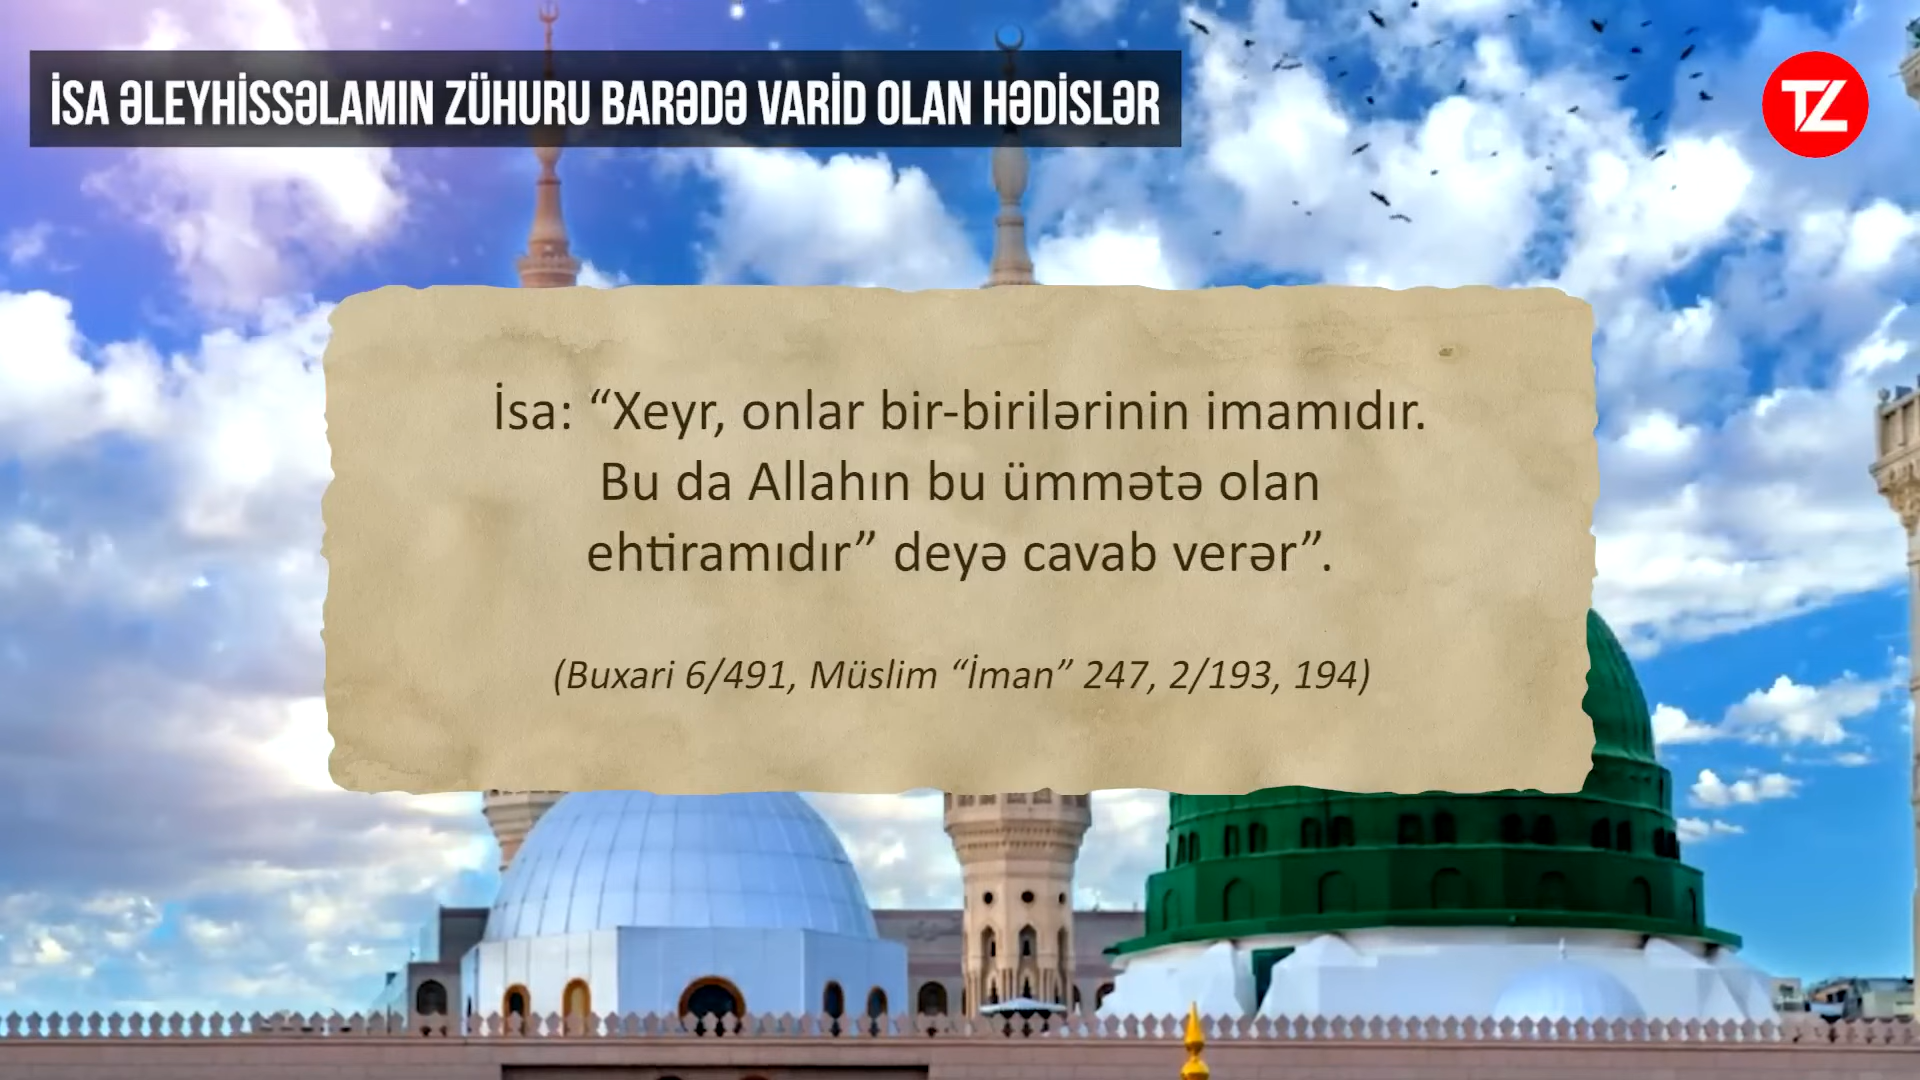 İSA ƏLEYHİSSƏLAMIN ZÜHURU BARƏDƏ VARİD OLAN HƏDİSLƏR
TZ
İsa: “Xeyr, onlar bir-birilərinin imamıdır.
Bu da Allahın bu ümmətə olan
ehtiramıdır” deyə cavab verər”.
(Buxari 6/491, Müslim “İman” 247, 2/193, 194)